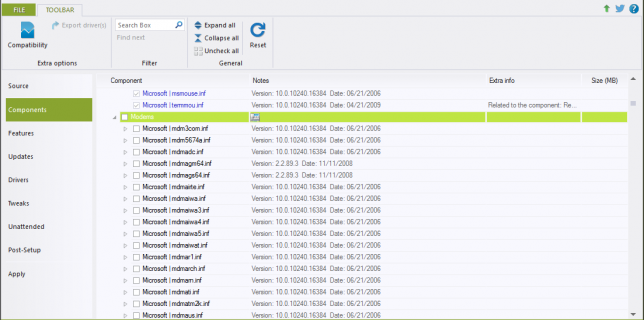 FILE TOOLBAR
Compatibility
Export driver(s)
Extra options
Search Box
Find next
Filter
Expand all
Collapse all
Uncheck all
General
Reset
Source
Components
Features
Updates
Drivers
Tweaks
Unattended
Post-Setup
Apply
Component Notes Extra info Size (MB)
Microsoft | msmouse.inf Version: 10.0.10240.16384 Date: 06/21/2006
Microsoft | termmou.inf Version: 10.0.10240.16384 Date: 04/21/2009 Related to the component: Re...
Modems
Microsoft | mdm3com.inf Version: 10.0.10240.16384 Date: 06/21/2006
Microsoft | mdm5674a.inf Version: 10.0.10240.16384 Date: 06/21/2006
Microsoft | mdmadc.inf Version: 10.0.10240.16384 Date: 06/21/2006
Microsoft | mdmagm64.inf Version: 2.2.89.3 Date: 11/11/2008
Microsoft | mdmags64.inf Version: 2.2.89.3 Date: 11/11/2008
Microsoft | mdmairte.inf Version: 10.0.10240.16384 Date: 06/21/2006
Microsoft | mdmaiwa.inf Version: 10.0.10240.16384 Date: 06/21/2006
Microsoft | mdmaiwa3.inf Version: 10.0.10240.16384 Date: 06/21/2006
Microsoft | mdmaiwa4.inf Version: 10.0.10240.16384 Date: 06/21/2006
Microsoft | mdmaiwa5.inf Version: 10.0.10240.16384 Date: 06/21/2006
Microsoft | mdmaiwat.inf Version: 10.0.10240.16384 Date: 06/21/2006
Microsoft | mdmar1.inf Version: 10.0.10240.16384 Date: 06/21/2006
Microsoft | mdmarch.inf Version: 10.0.10240.16384 Date: 06/21/2006
Microsoft | mdmarn.inf Version: 10.0.10240.16384 Date: 06/21/2006
Microsoft | mdmati.inf Version: 10.0.10240.16384 Date: 06/21/2006
Microsoft | mdmatm2k.inf Version: 10.0.10240.16384 Date: 06/21/2006
Microsoft | mdmaus.inf Version: 10.0.10240.16384 Date: 06/21/2006